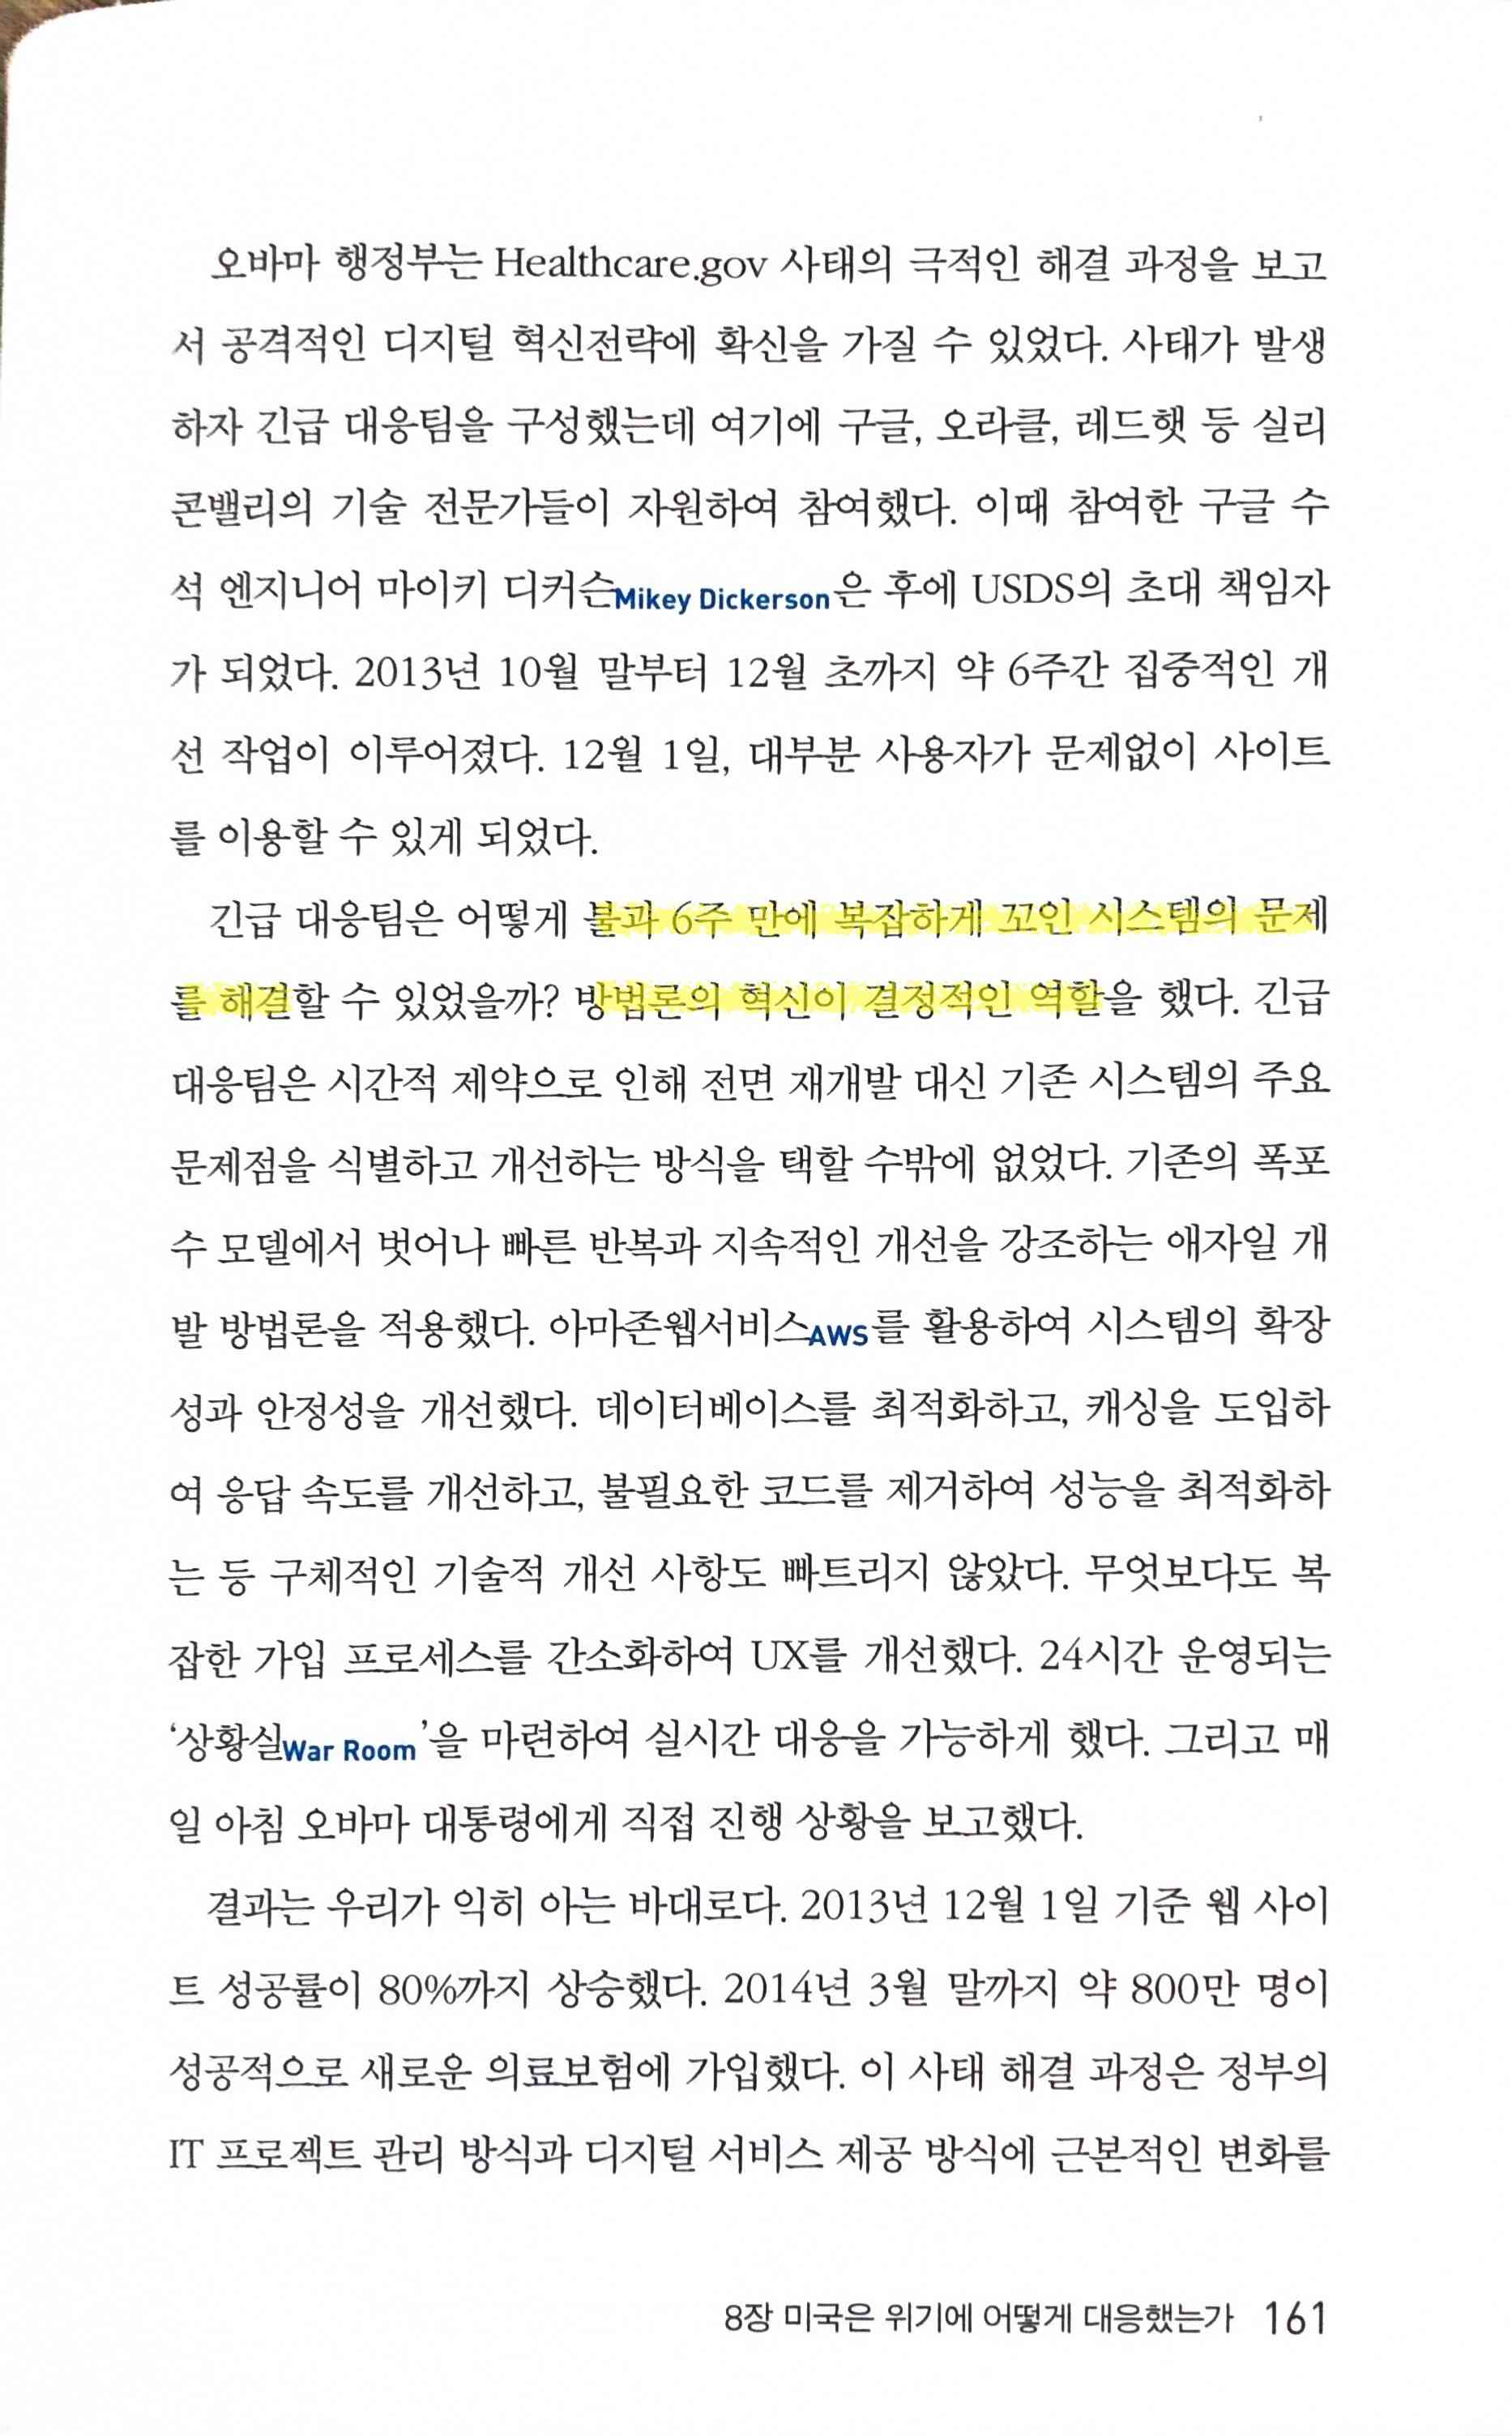 오바마 행정부는 Healthcare.gov 사태의 극적인 해결 과정을 보고
서 공격적인 디지털 혁신전략에 확신을 가질 수 있었다. 사태가 발생
하자 긴급 대응팀을 구성했는데 여기에 구글, 오라클, 레드햇 등 실리
콘밸리의 기술 전문가들이 자원하여 참여했다. 이때 참여한 구글 수
석 엔지니어 마이키 디커슨Mikey Dickerson은 후에 USDS의 초대 책임자
가 되었다. 2013년 10월 말부터 12월 초까지 약 6주간 집중적인 개
선 작업이 이루어졌다. 12월 1일, 대부분 사용자가 문제없이 사이트
를 이용할 수 있게 되었다.
긴급 대응팀은 어떻게 불과 6주 만에 복잡하게 꼬인 시스템의 문제
를 해결할 수 있었을까? 방법론의 혁신이 결정적인 역할을 했다. 긴급
대응팀은 시간적 제약으로 인해 전면 재개발 대신 기존 시스템의 주요
문제점을 식별하고 개선하는 방식을 택할 수밖에 없었다. 기존의 폭포
수 모델에서 벗어나 빠른 반복과 지속적인 개선을 강조하는 애자일 개
발 방법론을 적용했다. 아마존웹서비스AWS를 활용하여 시스템의 확장
성과 안정성을 개선했다. 데이터베이스를 최적화하고, 캐싱을 도입하
여 응답 속도를 개선하고, 불필요한 코드를 제거하여 성능을 최적화하
는 등 구체적인 기술적 개선 사항도 빠트리지 않았다. 무엇보다도 복
잡한 가입 프로세스를 간소화하여 UX를 개선했다. 24시간 운영되는
‘상황실War Room’을 마련하여 실시간 대응을 가능하게 했다. 그리고 매
일 아침 오바마 대통령에게 직접 진행 상황을 보고했다.
결과는 우리가 익히 아는 바대로다. 2013년 12월 1일 기준 웹 사이
트 성공률이 80%까지 상승했다. 2014년 3월 말까지 약 800만 명이
성공적으로 새로운 의료보험에 가입했다. 이 사태 해결 과정은 정부의
IT 프로젝트 관리 방식과 디지털 서비스 제공 방식에 근본적인 변화를
8장 미국은 위기에 어떻게 대응했는가 161